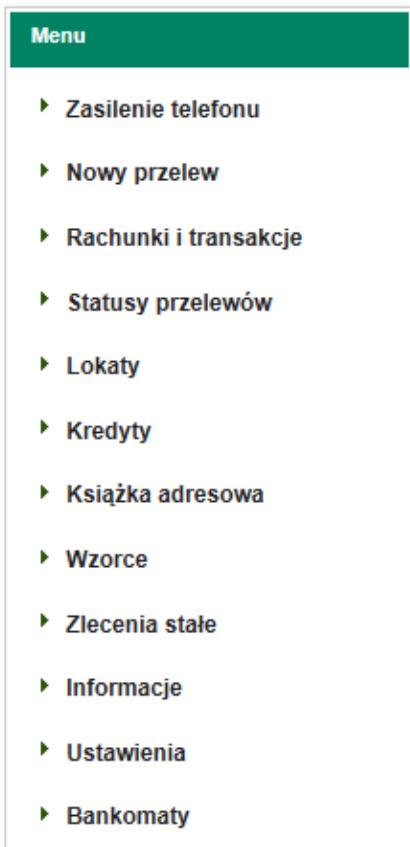 Menu
Zasilenie telefonu
Nowy przelew
Rachunki i transakcje
Statusy przelewów
Lokaty
Kredyty
Książka adresowa
Wzorce
Zlecenia stałe
Informacje
Ustawienia
Bankomaty